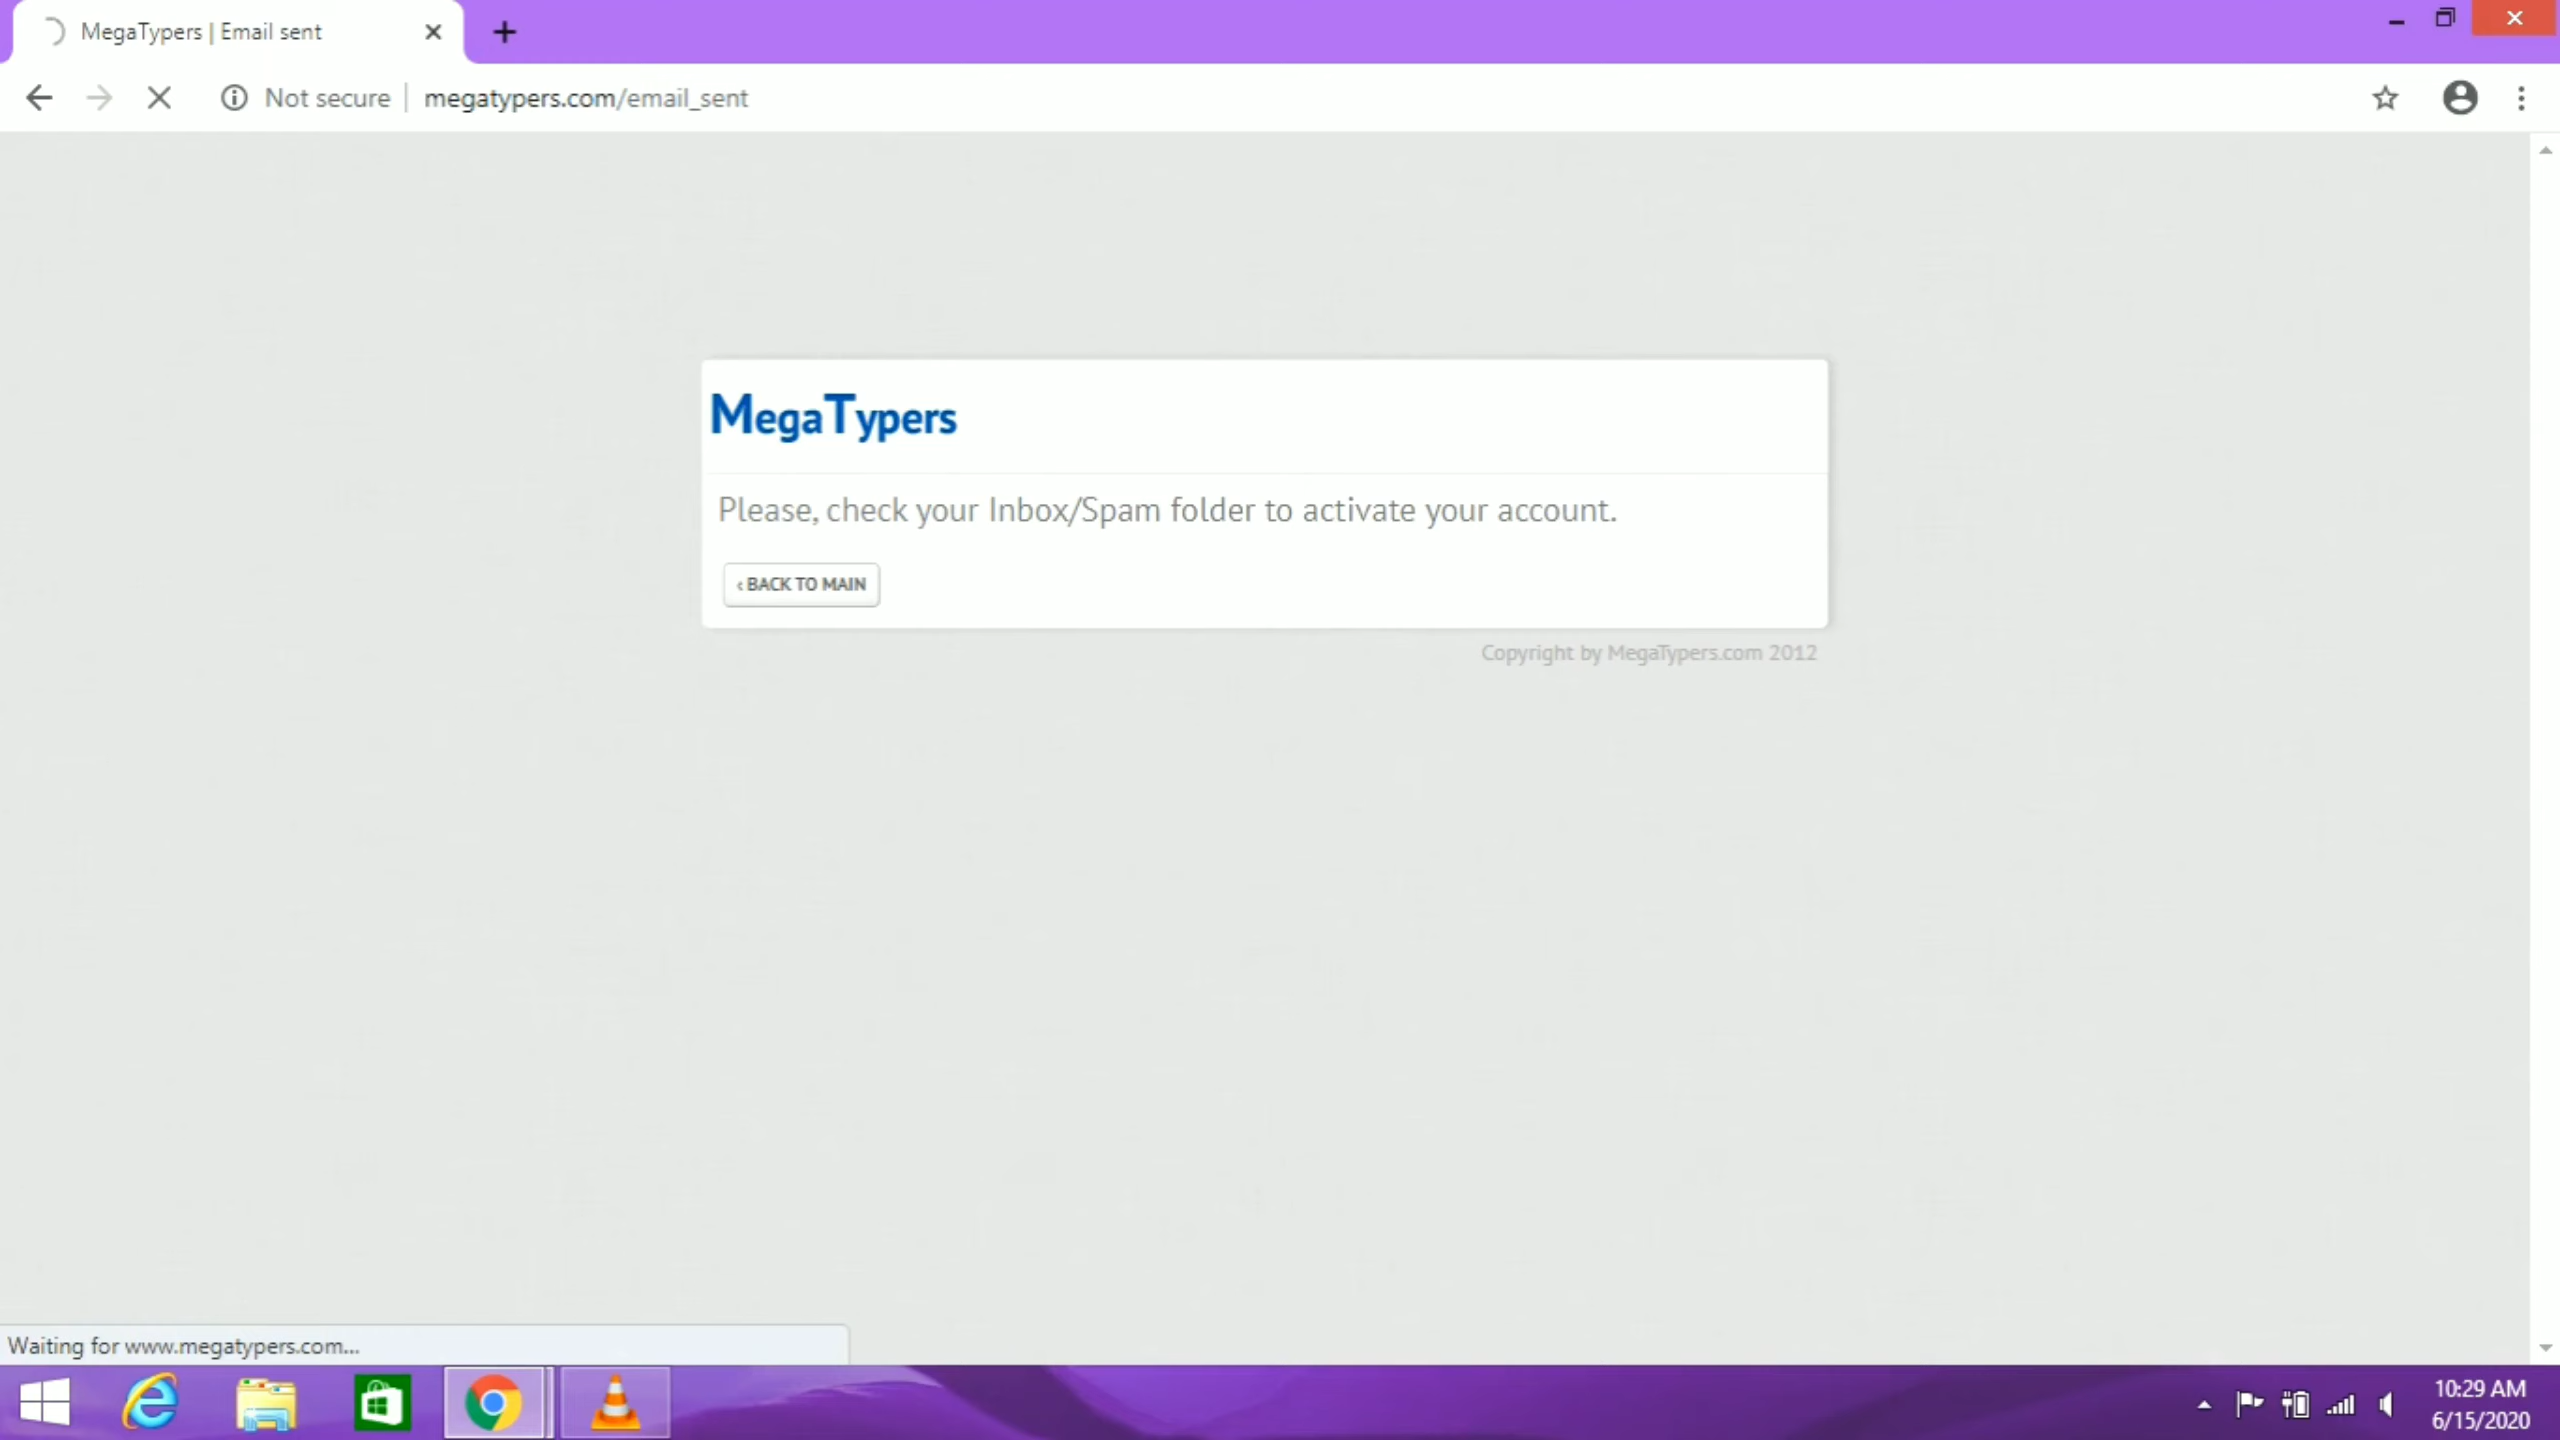 MegaTypers | Email sent
Not secure
megatypers.com/email_sent
MegaTypers
Please, check your Inbox/Spam folder to activate your account.
‹ BACK TO MAIN
Copyright by MegaTypers.com 2012
Waiting for www.megatypers.com...
10:29 AM
6/15/2020